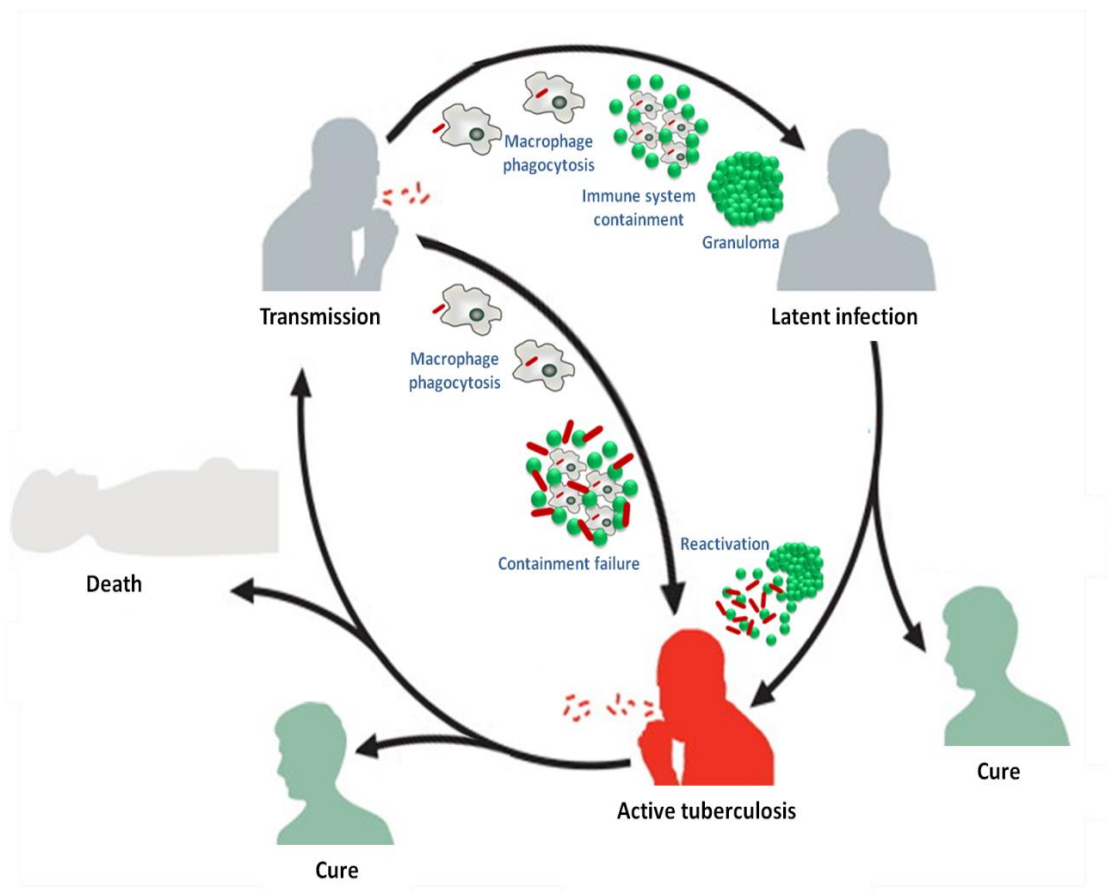 Macrophage
phagocytosis
Immune system
containment
Granuloma
Transmission
Latent infection
Macrophage
phagocytosis
Containment failure
Reactivation
Death
Cure
Active tuberculosis
Cure